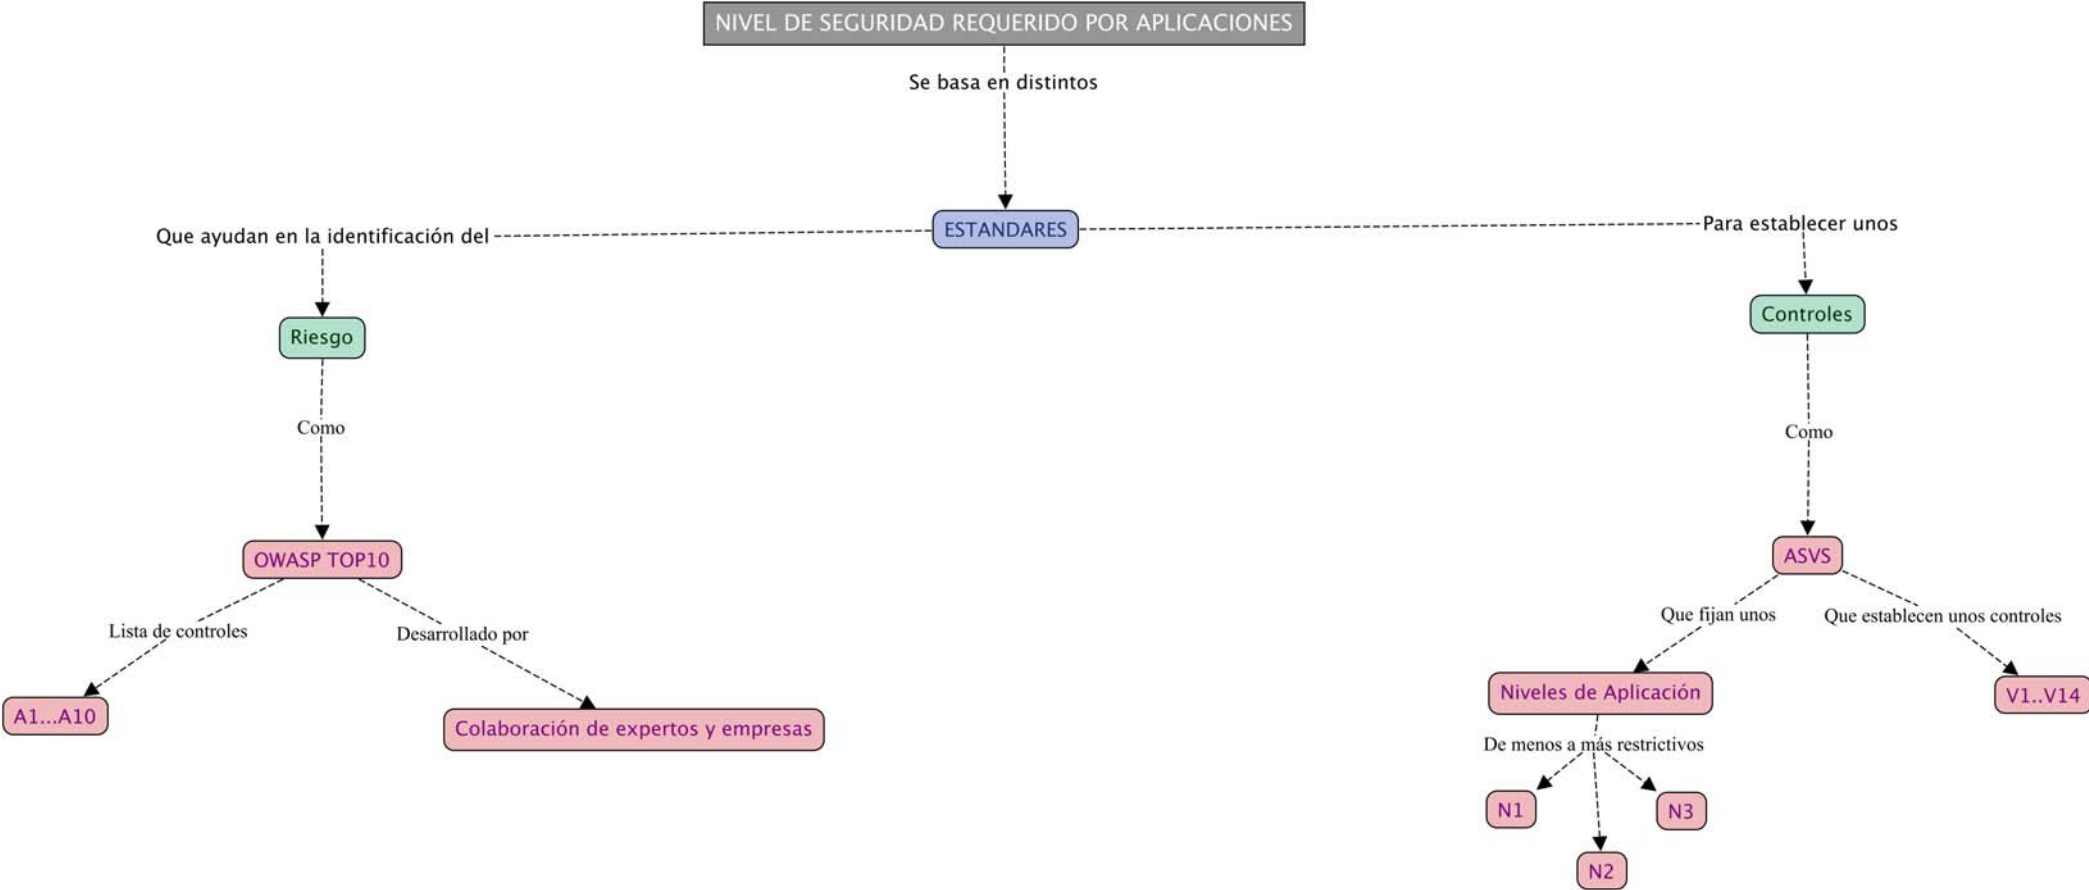 NIVEL DE SEGURIDAD REQUERIDO POR APLICACIONES
Se basa en distintos
ESTANDARES
Que ayudan en la identificación del
Para establecer unos
Riesgo
Controles
Como
Como
OWASP TOP10
ASVS
Lista de controles
Desarrollado por
Que fijan unos
Que establecen unos controles
A1...A10
Colaboración de expertos y empresas
Niveles de Aplicación
V1..V14
De menos a más restrictivos
N1
N3
N2